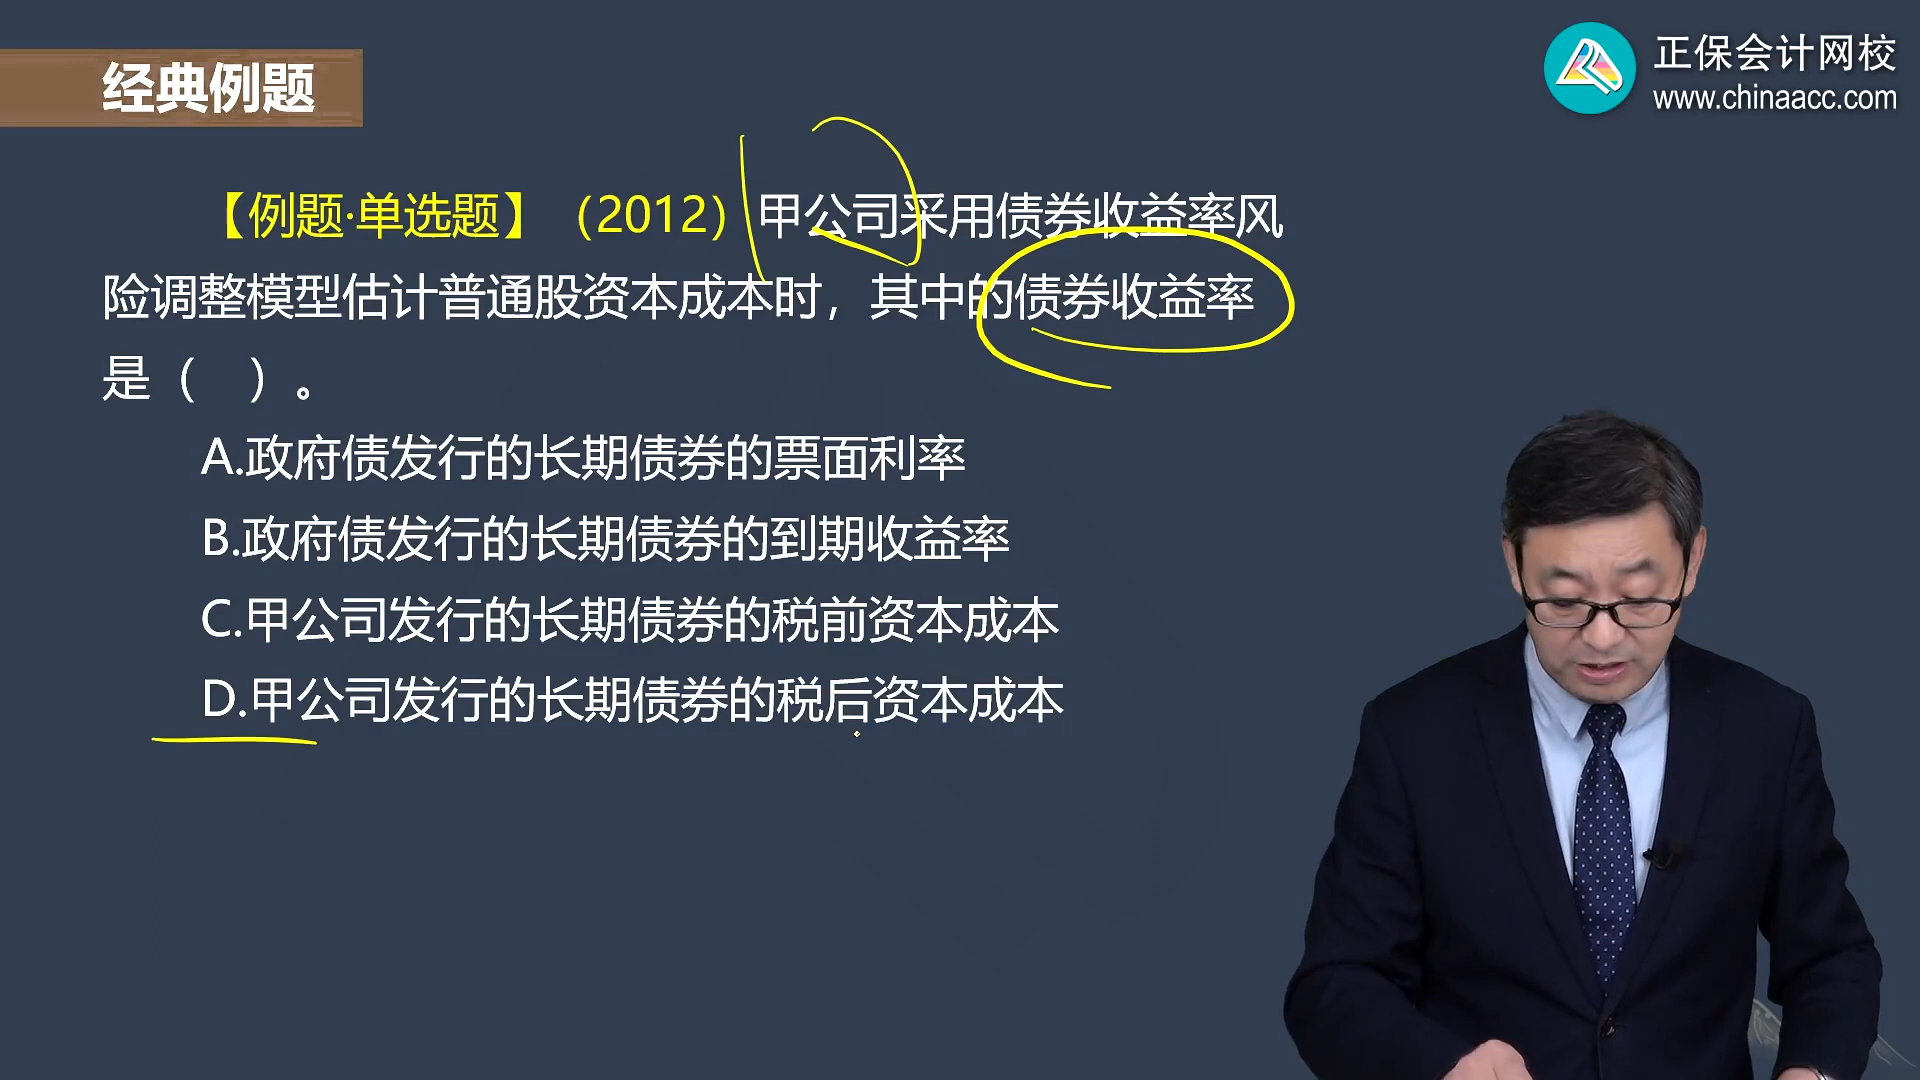 经典例题
正保会计网校
www.chinaacc.com
【例题·单选题】（2012）甲公司采用债券收益率风
险调整模型估计普通股资本成本时，其中的债券收益率
是（　）。
A.政府债发行的长期债券的票面利率
B.政府债发行的长期债券的到期收益率
C.甲公司发行的长期债券的税前资本成本
D.甲公司发行的长期债券的税后资本成本